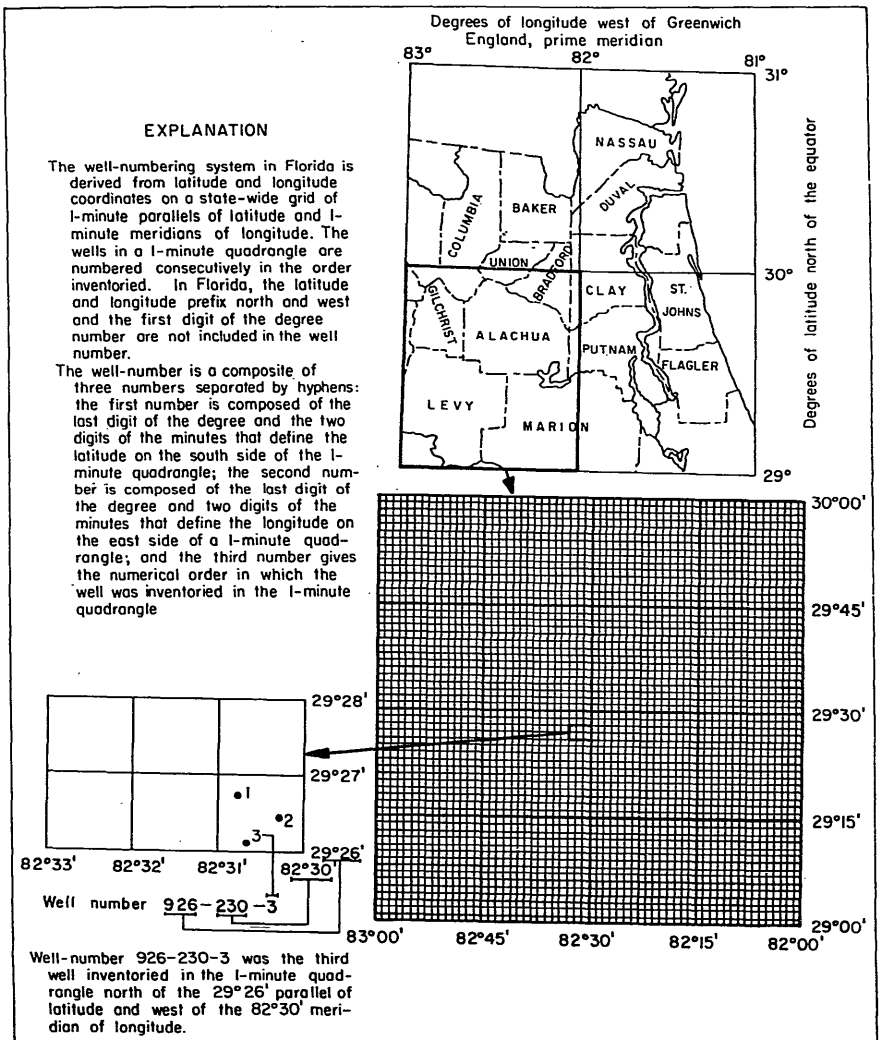 Degrees of longitude west of Greenwich
England, prime meridian
83°
82°
81°
31°
EXPLANATION
The well-numbering system in Florida is
derived from latitude and longitude
coordinates on a state-wide grid of
1-minute parallels of latitude and 1-
minute meridians of longitude. The
wells in a 1-minute quadrangle are
numbered consecutively in the order
inventoried. In Florida, the latitude
and longitude prefix north and west
and the first digit of the degree
number are not included in the well
number.
The well-number is a composite of
three numbers separated by hyphens:
the first number is composed of the
last digit of the degree and the two
digits of the minutes that define the
latitude on the south side of the 1-
minute quadrangle; the second num-
ber is composed of the last digit of
the degree and two digits of the
minutes that define the longitude on
the east side of a 1-minute quad-
rangle; and the third number gives
the numerical order in which the
well was inventoried in the 1-minute
quadrangle
NASSAU
DUVAL
BAKER
COLUMBIA
UNION
BRADFORD
30°
CLAY
ST.
JOHNS
GILCHRIST
ALACHUA
PUTNAM
FLAGLER
LEVY
MARION
29°
Degrees of latitude north of the equator
30°00'
29°45'
29°30'
29°15'
29°00'
83°00'
82°45'
82°30'
82°15'
82°00'
29°28'
29°27'
1
2
3
29°26'
82°33'
82°32'
82°31'
82°30'
Well number 926-230-3
Well-number 926-230-3 was the third
well inventoried in the 1-minute quad-
rangle north of the 29°26' parallel of
latitude and west of the 82°30' meri-
dian of longitude.